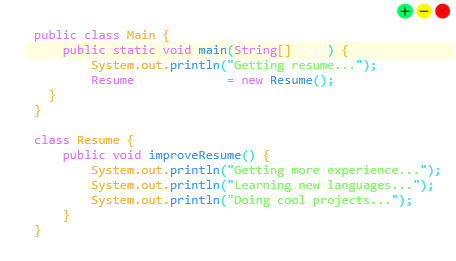 public class Main {
public static void main(String[] args) {
System.out.println("Getting resume...");
Resume = new Resume();
}
}
class Resume {
public void improveResume() {
System.out.println("Getting more experience...");
System.out.println("Learning new languages...");
System.out.println("Doing cool projects...");
}
}